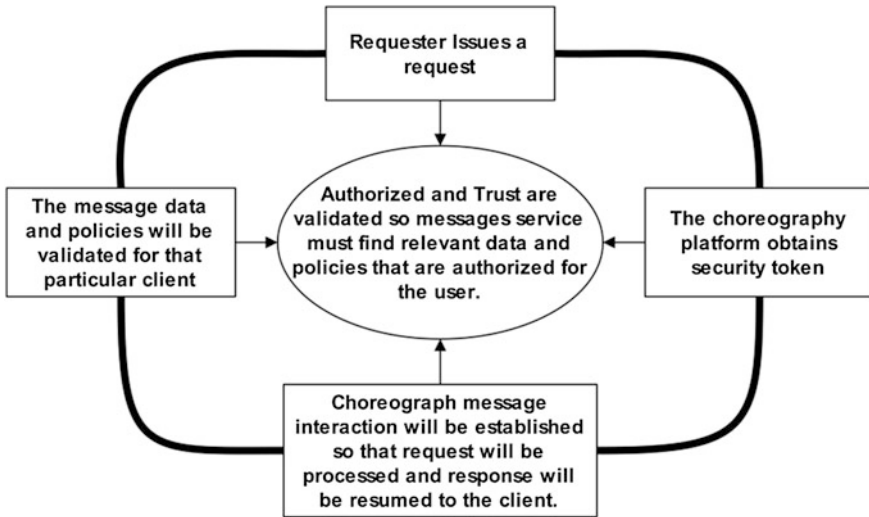 Requester Issues a
request
The message data
and policies will be
validated for that
particular client
Authorized and Trust are
validated so messages service
must find relevant data and
policies that are authorized for
the user.
The choreography
platform obtains
security token
Choreograph message
interaction will be established
so that request will be
processed and response will
be resumed to the client.